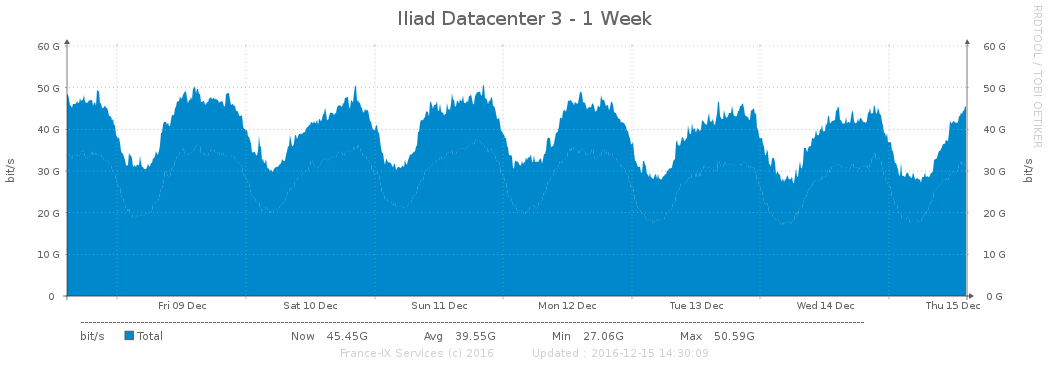 Iliad Datacenter 3 - 1 Week
RRDTOOL / TOBI OETIKER
60 G 60 G
50 G 50 G
40 G 40 G
30 G 30 G
20 G 20 G
10 G 10 G
0 0 G
bit/s bit/s
Fri 09 Dec Sat 10 Dec Sun 11 Dec Mon 12 Dec Tue 13 Dec Wed 14 Dec Thu 15 Dec
bit/s Total Now 45.45G Avg 39.55G Min 27.06G Max 50.59G
France-IX Services (c) 2016 Updated : 2016-12-15 14:30:09